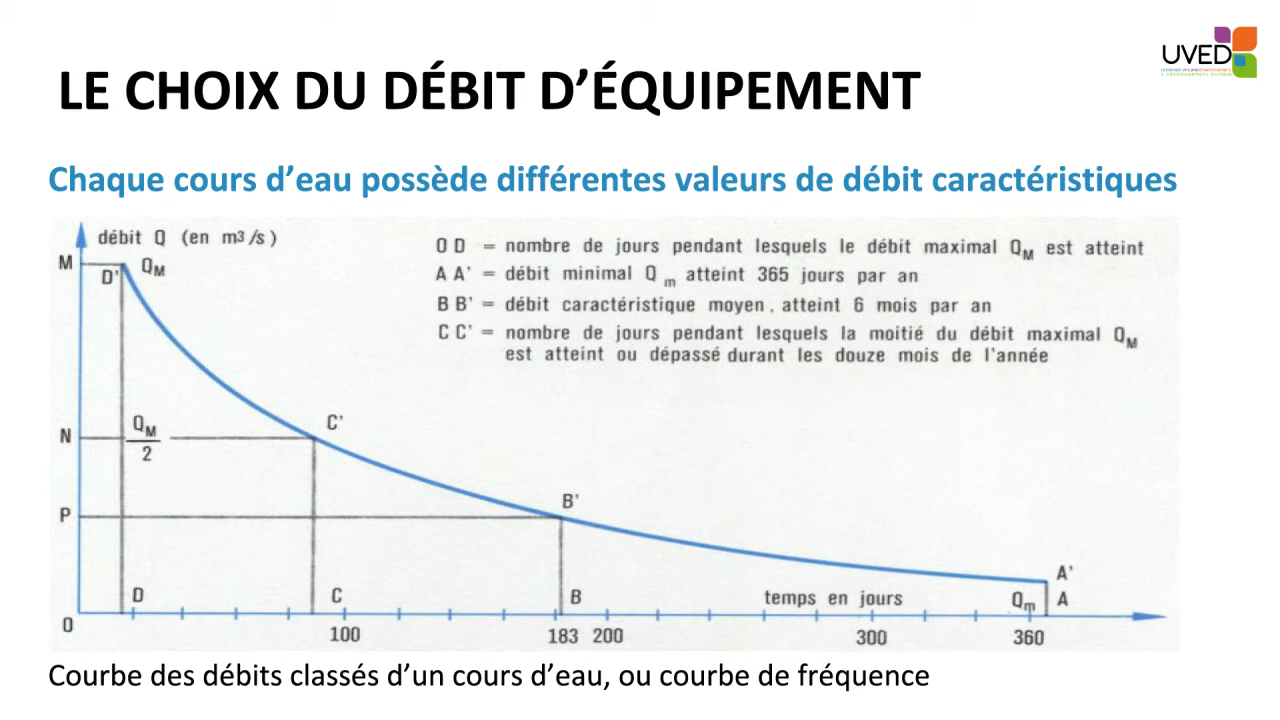 UVED
LE CHOIX DU DÉBIT D’ÉQUIPEMENT
Chaque cours d’eau possède différentes valeurs de débit caractéristiques
débit Q (en m3/s)
O D = nombre de jours pendant lesquels le débit maximal QM est atteint
A A' = débit minimal Qm atteint 365 jours par an
B B' = débit caractéristique moyen, atteint 6 mois par an
C C' = nombre de jours pendant lesquels la moitié du débit maximal QM
est atteint ou dépassé durant les douze mois de l'année
M
D'
QM
N
QM
2
C'
P
B'
A'
D
C
B
temps en jours
Qm
A
0
100
183
200
300
360
Courbe des débits classés d’un cours d’eau, ou courbe de fréquence